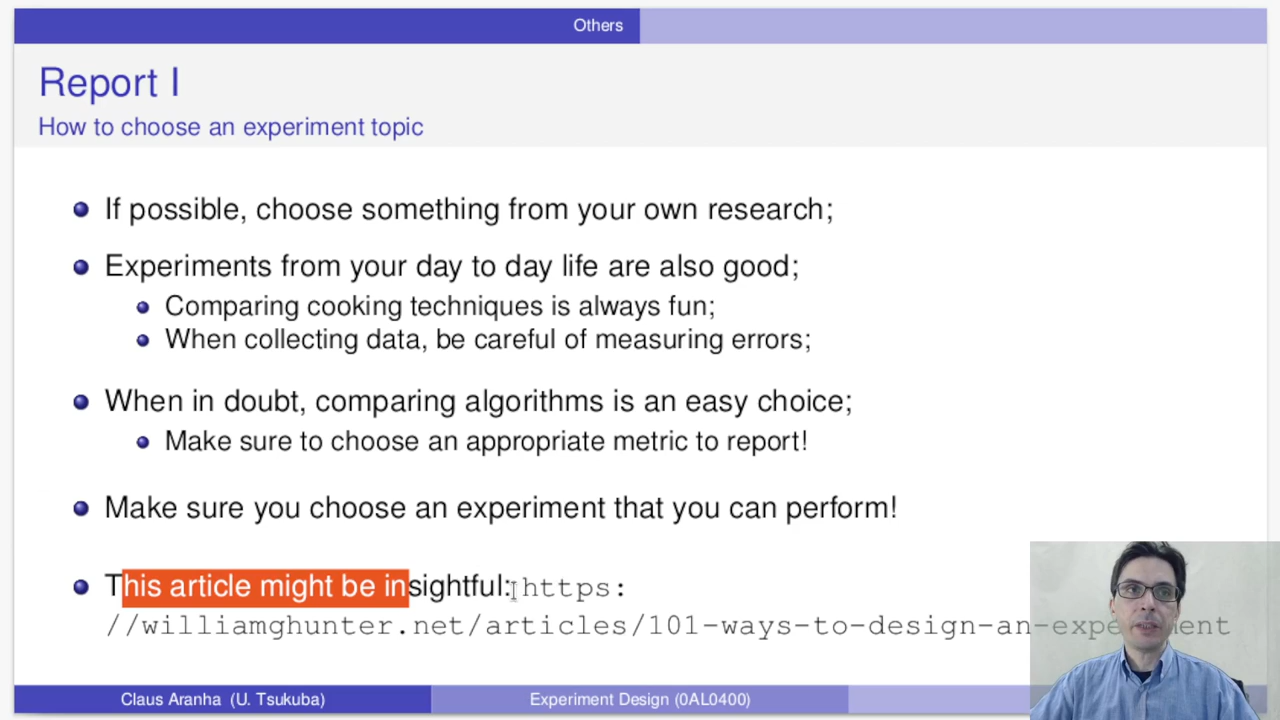 Others
Report I
How to choose an experiment topic
If possible, choose something from your own research;
Experiments from your day to day life are also good;
Comparing cooking techniques is always fun;
When collecting data, be careful of measuring errors;
When in doubt, comparing algorithms is an easy choice;
Make sure to choose an appropriate metric to report!
Make sure you choose an experiment that you can perform!
This article might be insightful: https:
//williamghunter.net/articles/101-ways-to-design-an-experiment
Claus Aranha (U. Tsukuba)
Experiment Design (0AL0400)